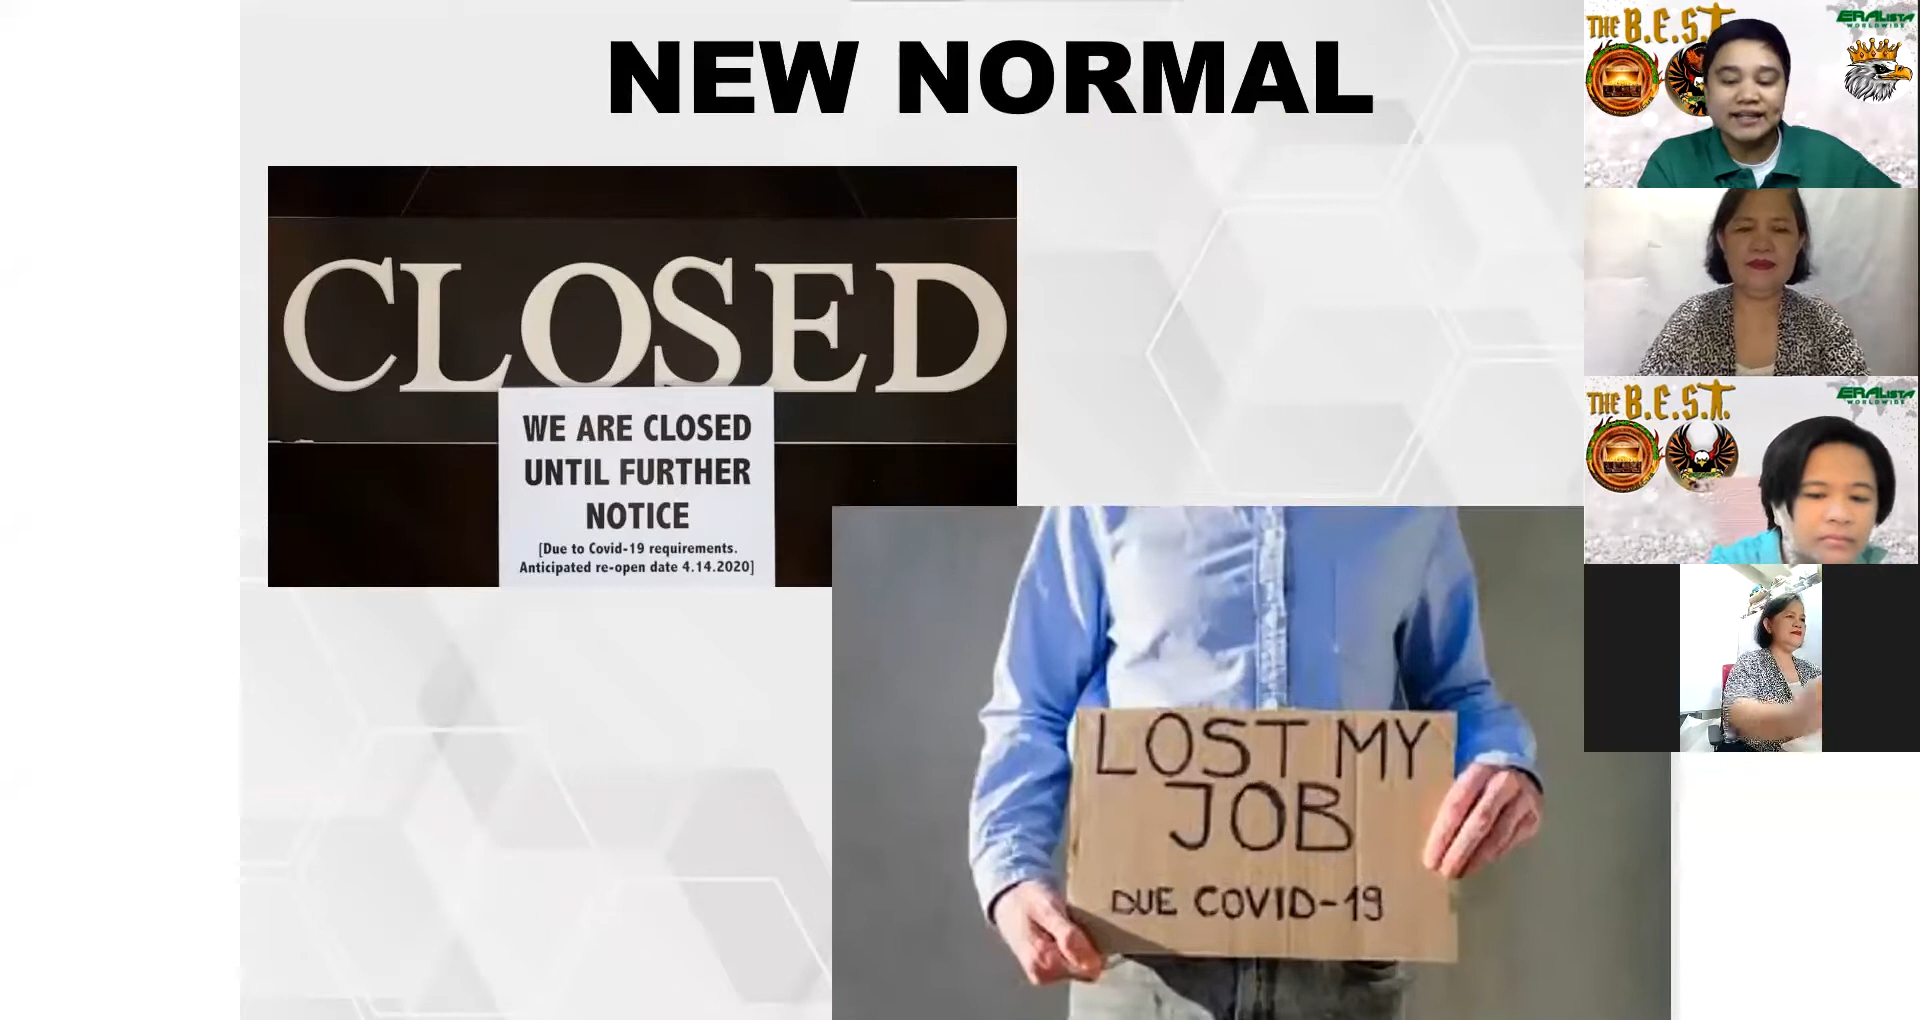 NEW NORMAL
CLOSED
WE ARE CLOSED
UNTIL FURTHER
NOTICE
[Due to Covid-19 requirements.
Anticipated re-open date 4.14.2020]
LOST MY
JOB
DUE COVID-19
THE B.E.S.T
ERALISTA
WORLDWIDE
THE B.E.S.T.
ERALISTA
WORLDWIDE